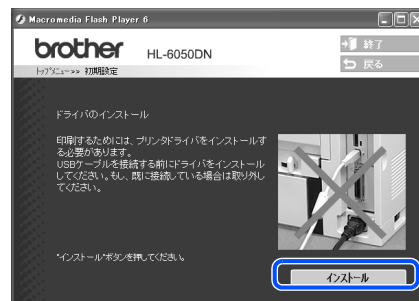 Macromedia Flash Player 6
brother HL-6050DN
終了
戻る
トップメニュー>> 初期設定
ドライバのインストール
印刷するためには、プリンタドライバをインストールす
る必要があります。
USBケーブルを接続する前にドライバをインストール
してください。もし、既に接続している場合は取り外し
てください。
"インストール"ボタンを押してください。
インストール